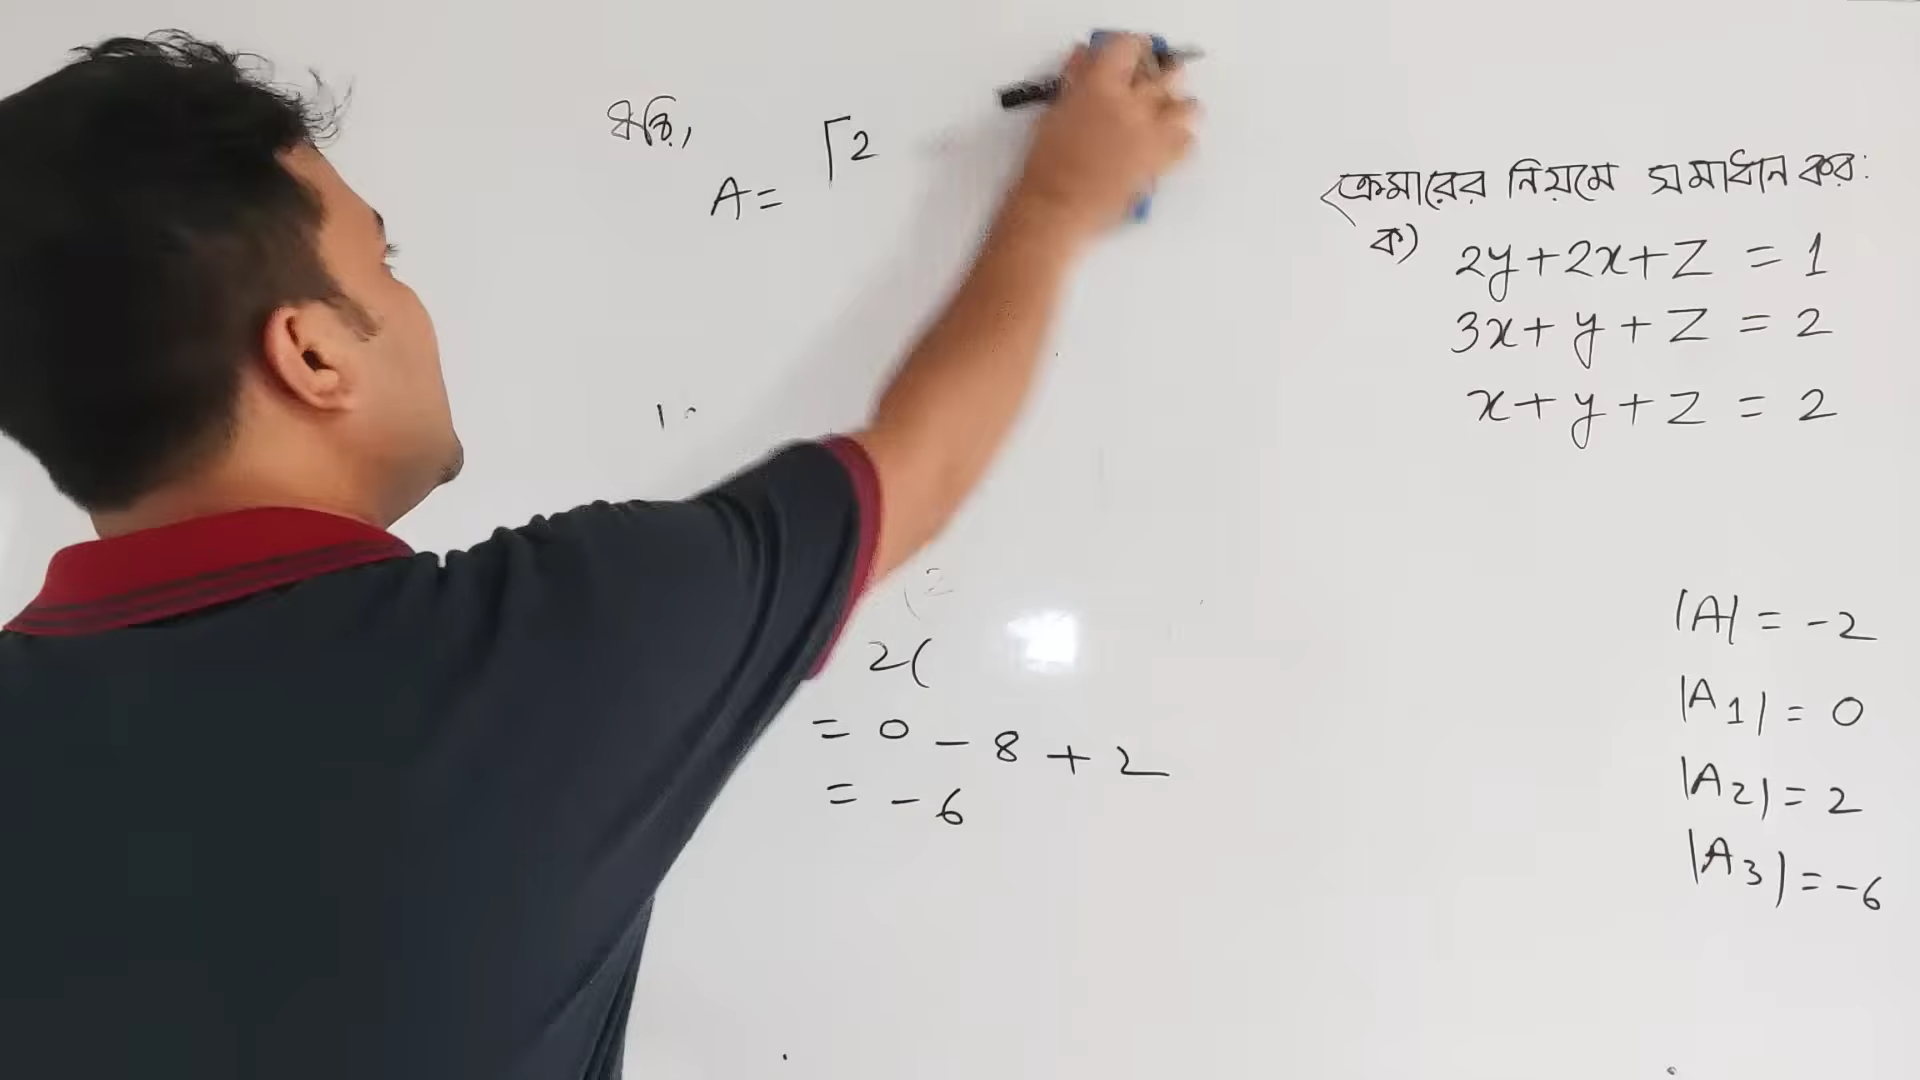 ধরি,
A = [2
ক্রেমারের নিয়মে সমাধান কর:
ক) 2y+2x+z = 1
3x+y+z = 2
x+y+z = 2
2(
= 0 - 8 + 2
= -6
|A| = -2
|A1| = 0
|A2| = 2
|A3| = -6